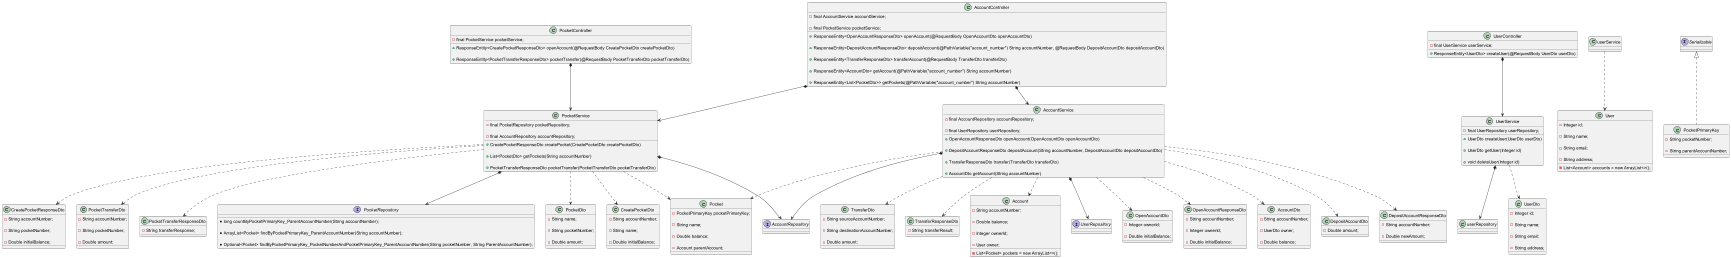 PocketController
final PocketService pocketService;
ResponseEntity<CreatePocketResponseDto> openAccount(@RequestBody CreatePocketDto createPocketDto)
ResponseEntity<PocketTransferResponseDto> pocketTransfer(@RequestBody PocketTransferDto pocketTransferDto)
AccountController
final AccountService accountService;
final PocketService pocketService;
ResponseEntity<OpenAccountResponseDto> openAccount(@RequestBody OpenAccountDto openAccountDto)
ResponseEntity<DepositAccountResponseDto> depositAccount(@PathVariable("account_number") String accountNumber, @RequestBody DepositAccountDto depositAccountDto)
ResponseEntity<TransferResponseDto> transferAccount(@RequestBody TransferDto transferDto)
ResponseEntity<AccountDto> getAccount(@PathVariable("account_number") String accountNumber)
ResponseEntity<List<PocketDto>> getPockets(@PathVariable("account_number") String accountNumber)
UserController
final UserService userService;
ResponseEntity<UserDto> createUser(@RequestBody UserDto userDto)
userService
Serializable
PocketService
final PocketRepository pocketRepository;
final AccountRepository accountRepository;
CreatePocketResponseDto createPocket(CreatePocketDto createPocketDto)
List<PocketDto> getPockets(String accountNumber)
PocketTransferResponseDto pocketTransfer(PocketTransferDto pocketTransferDto)
AccountService
final AccountRepository accountRepository;
final UserRepository userRepository;
OpenAccountResponseDto openAccount(OpenAccountDto openAccountDto)
DepositAccountResponseDto depositAccount(String accountNumber, DepositAccountDto depositAccountDto)
TransferResponseDto transfer(TransferDto transferDto)
AccountDto getAccount(String accountNumber)
UserService
final UserRepository userRepository;
UserDto createUser(UserDto userDto)
UserDto getUser(Integer id)
void deleteUser(Integer id)
User
Integer id;
String name;
String email;
String address;
List<Account> accounts = new ArrayList<>();
PocketPrimaryKey
String pocketNumber;
String parentAccountNumber;
CreatePocketResponseDto
String accountNumber;
String pocketNumber;
Double initialBalance;
PocketTransferDto
String accountNumber;
String pocketNumber;
Double amount;
PocketTransferResponseDto
String transferResponse;
PocketRepository
long countByPocketPrimaryKey_ParentAccountNumber(String accountNumber);
ArrayList<Pocket> findByPocketPrimaryKey_ParentAccountNumber(String accountNumber);
Optional<Pocket> findByPocketPrimaryKey_PocketNumberAndPocketPrimaryKey_ParentAccountNumber(String pocketNumber, String ParentAccountNumber);
PocketDto
String name;
String pocketNumber;
Double amount;
CreatePocketDto
String accountNumber;
String name;
Double initialBalance;
Pocket
PocketPrimaryKey pocketPrimaryKey;
String name;
Double balance;
Account parentAccount;
AccountRepository
TransferDto
String sourceAccountNumber;
String destinationAccountNumber;
Double amount;
TransferResponseDto
String transferResult;
Account
String accountNumber;
Double balance;
Integer ownerId;
User owner;
List<Pocket> pockets = new ArrayList<>();
UserRepository
OpenAccountDto
Integer ownerId;
Double initialBalance;
OpenAccountResponseDto
String accountNumber;
Integer ownerId;
Double initialBalance;
AccountDto
String accountNumber;
UserDto owner;
Double balance;
DepositAccountDto
Double amount;
DepositAccountResponseDto
String accountNumber;
Double newAmount;
userRepository
UserDto
Integer id;
String name;
String email;
String address;